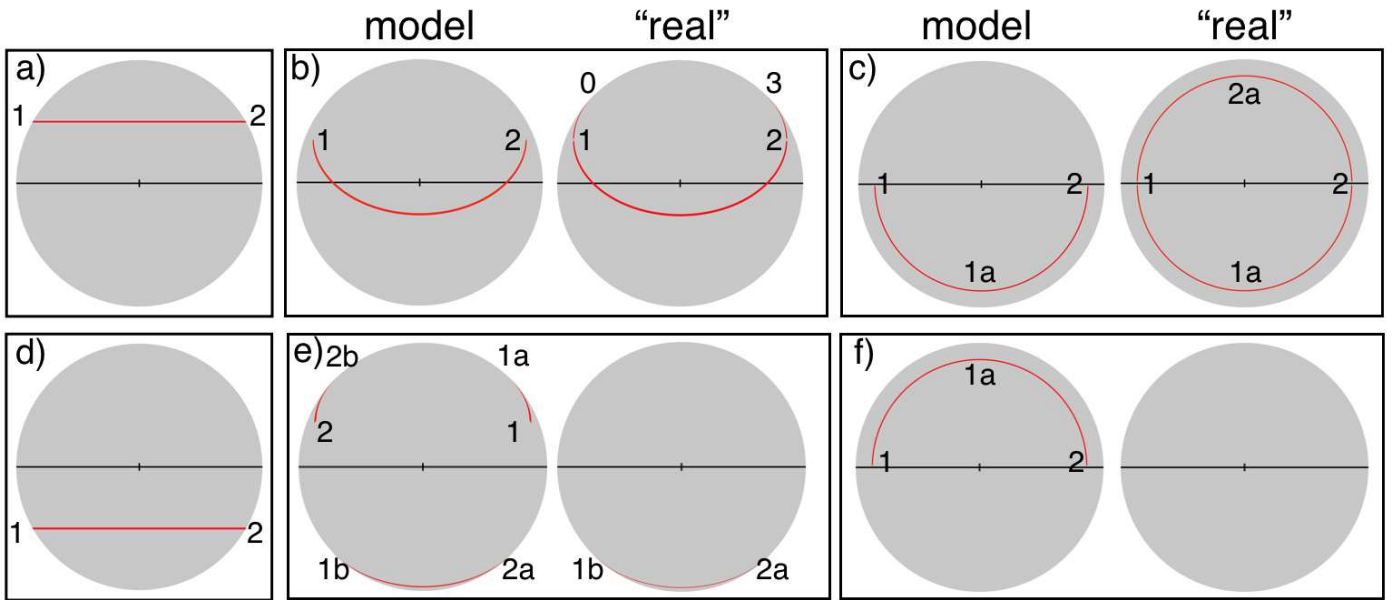 model “real” model “real”
a) b) 0 3 c)
2a
1 2 1 2 1 2
1 2 1 2
1a 1a
d) e) 2b 1a f)
1a
2 1 1 2
1 2
1b 2a 1b 2a